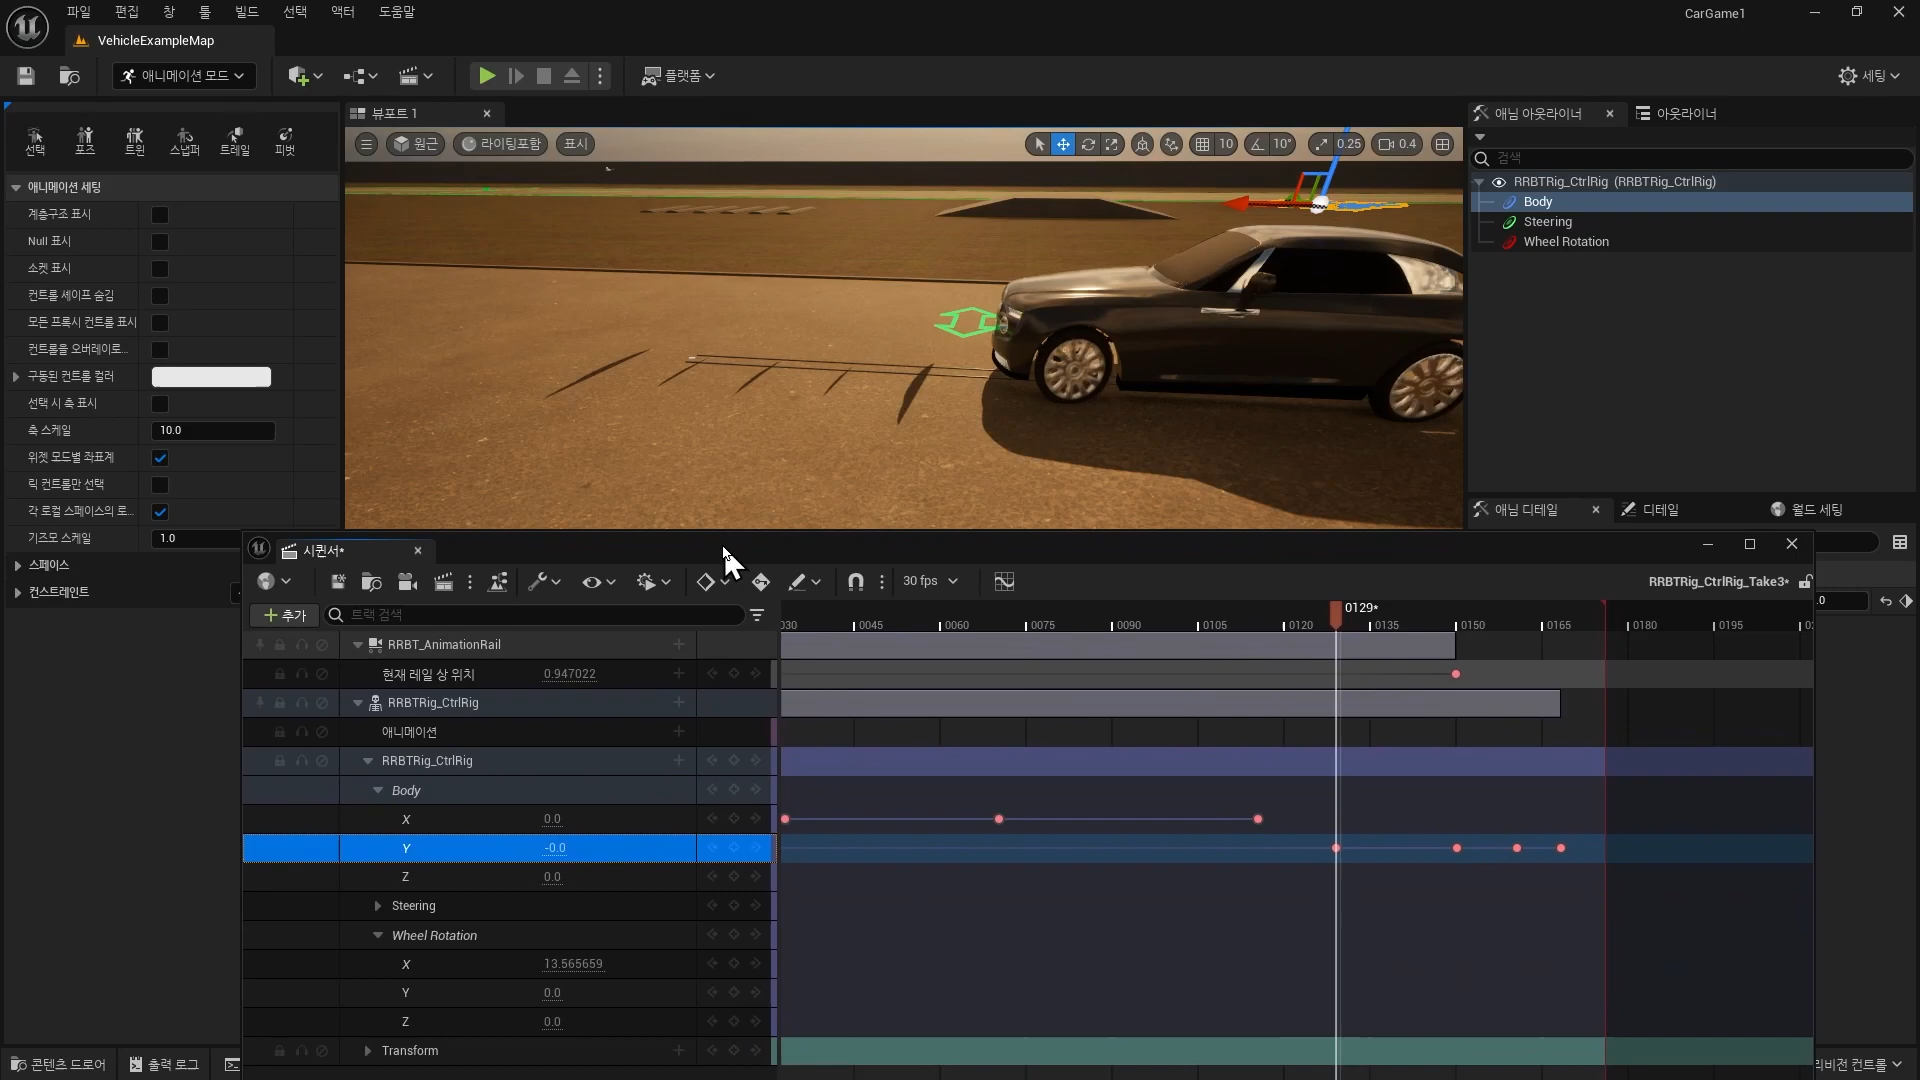 파일 편집 창 툴 빌드 선택 액터 도움말
CarGame1
VehicleExampleMap
애니메이션 모드
플랫폼
세팅
선택 포즈 트윈 스냅퍼 트레일 피벗
애니메이션 세팅
계층구조 표시
Null 표시
소켓 표시
컨트롤 셰이프 숨김
모든 프록시 컨트롤 표시
컨트롤을 오버레이로...
구동된 컨트롤 컬러
선택 시 축 표시
축 스케일 10.0
위젯 모드별 좌표계
릭 컨트롤만 선택
각 로컬 스페이스의 로...
기즈모 스케일 1.0
스페이스
컨스트레인트
뷰포트 1
원근 라이팅포함 표시
10 10° 0.25 0.4
애님 아웃라이너 아웃라이너
검색
RRBTRig_CtrlRig (RRBTRig_CtrlRig)
Body
Steering
Wheel Rotation
애님 디테일 디테일 월드 세팅
.0
시퀀서*
30 fps
RRBTRig_CtrlRig_Take3*
추가 트랙 검색
0129*
030 0045 0060 0075 0090 0105 0120 0135 0150 0165 0180 0195
RRBT_AnimationRail
현재 레일 상 위치 0.947022
RRBTRig_CtrlRig
애니메이션
RRBTRig_CtrlRig
Body
X 0.0
Y -0.0
Z 0.0
Steering
Wheel Rotation
X 13.565659
Y 0.0
Z 0.0
Transform
콘텐츠 드로어 출력 로그
리비전 컨트롤